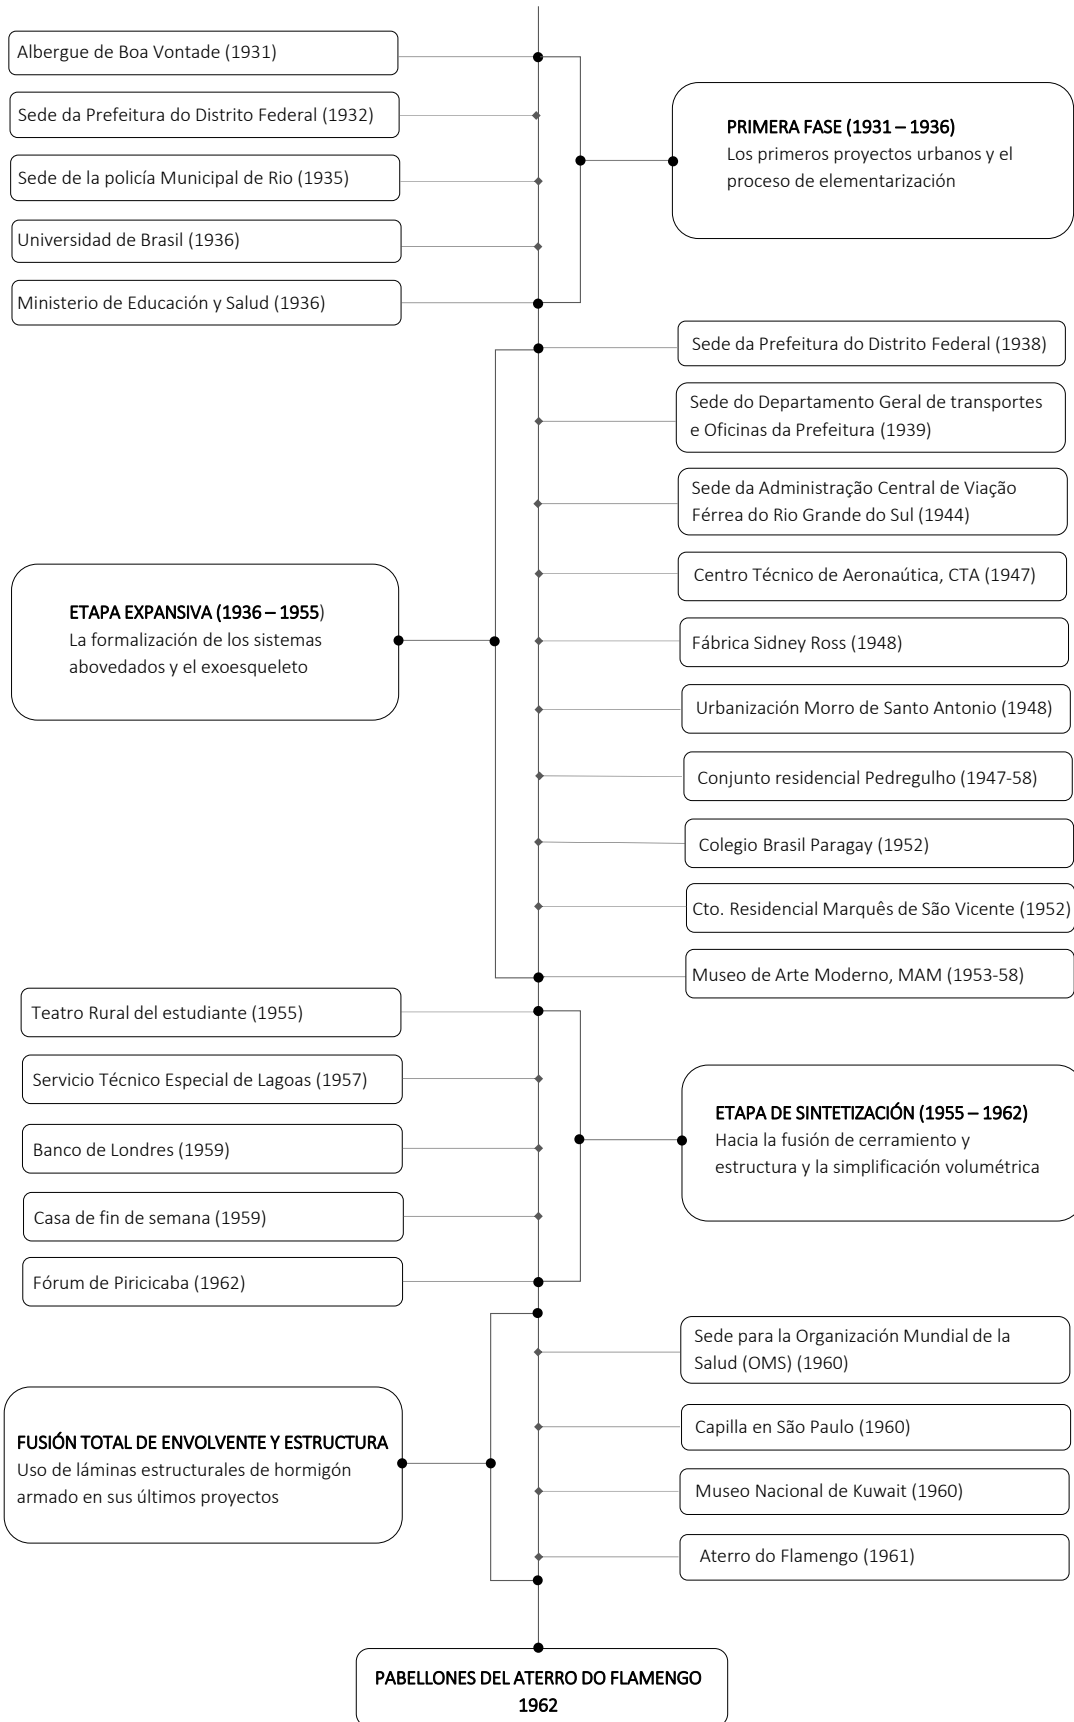 Albergue de Boa Vontade (1931)
Sede da Prefeitura do Distrito Federal (1932)
Sede de la policía Municipal de Rio (1935)
Universidad de Brasil (1936)
Ministerio de Educación y Salud (1936)
PRIMERA FASE (1931 – 1936)
Los primeros proyectos urbanos y el
proceso de elementarización
Sede da Prefeitura do Distrito Federal (1938)
Sede do Departamento Geral de transportes
e Oficinas da Prefeitura (1939)
Sede da Administração Central de Viação
Férrea do Rio Grande do Sul (1944)
Centro Técnico de Aeronaútica, CTA (1947)
Fábrica Sidney Ross (1948)
Urbanización Morro de Santo Antonio (1948)
Conjunto residencial Pedregulho (1947-58)
Colegio Brasil Paragay (1952)
Cto. Residencial Marquês de São Vicente (1952)
Museo de Arte Moderno, MAM (1953-58)
ETAPA EXPANSIVA (1936 – 1955)
La formalización de los sistemas
abovedados y el exoesqueleto
Teatro Rural del estudiante (1955)
Servicio Técnico Especial de Lagoas (1957)
Banco de Londres (1959)
Casa de fin de semana (1959)
Fórum de Piricicaba (1962)
ETAPA DE SINTETIZACIÓN (1955 – 1962)
Hacia la fusión de cerramiento y
estructura y la simplificación volumétrica
Sede para la Organización Mundial de la
Salud (OMS) (1960)
Capilla en São Paulo (1960)
Museo Nacional de Kuwait (1960)
Aterro do Flamengo (1961)
FUSIÓN TOTAL DE ENVOLVENTE Y ESTRUCTURA
Uso de láminas estructurales de hormigón
armado en sus últimos proyectos
PABELLONES DEL ATERRO DO FLAMENGO
1962